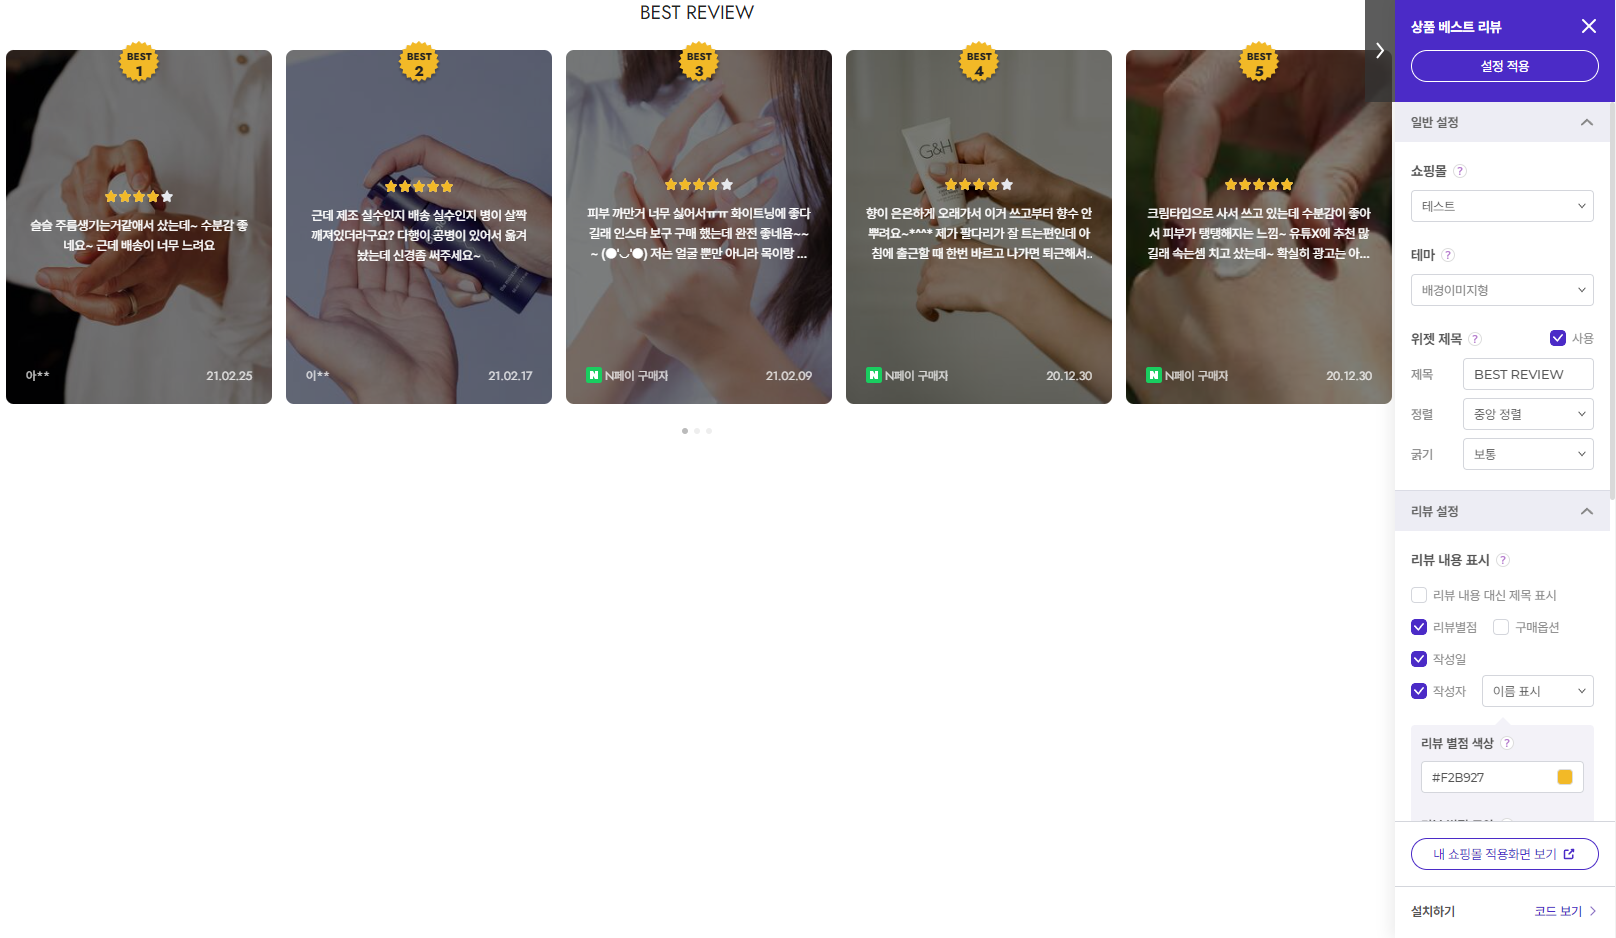 BEST REVIEW
BEST
1
슬슬 주름생기는거같애서 샀는데~ 수분감 좋
네요~ 근데 배송이 너무 느려요
아**
21.02.25
BEST
2
근데 제조 실수인지 배송 실수인지 병이 살짝
깨져있더라구요? 다행이 공병이 있어서 옮겨
놨는데 신경좀 써주세요~
이**
21.02.17
BEST
3
피부 까만거 너무 싫어서ㅠㅠ 화이트닝에 좋다
길래 인스타 보구 구매 했는데 완전 좋네욤~~
~ (●'◡'●) 저는 얼굴 뿐만 아니라 목이랑 ...
N페이 구매자
21.02.09
BEST
4
G&H
향이 은은하게 오래가서 이거 쓰고부터 향수 안
뿌려요~*^^* 제가 팔다리가 잘 트는편인데 아
침에 출근할 때 한번 바르고 나가면 퇴근해서..
N페이 구매자
20.12.30
BEST
5
크림타입으로 사서 쓰고 있는데 수분감이 좋아
서 피부가 탱탱해지는 느낌~ 유튜X에 추천 많
길래 속는셈 치고 샀는데~ 확실히 광고는 아...
N페이 구매자
20.12.30
상품 베스트 리뷰
설정 적용
일반 설정
쇼핑몰 ?
테스트
테마 ?
배경이미지형
위젯 제목 ? 사용
제목 BEST REVIEW
정렬 중앙 정렬
굵기 보통
리뷰 설정
리뷰 내용 표시 ?
리뷰 내용 대신 제목 표시
리뷰별점 구매옵션
작성일
작성자 이름 표시
리뷰 별점 색상 ?
#F2B927
내 쇼핑몰 적용화면 보기
설치하기 코드 보기